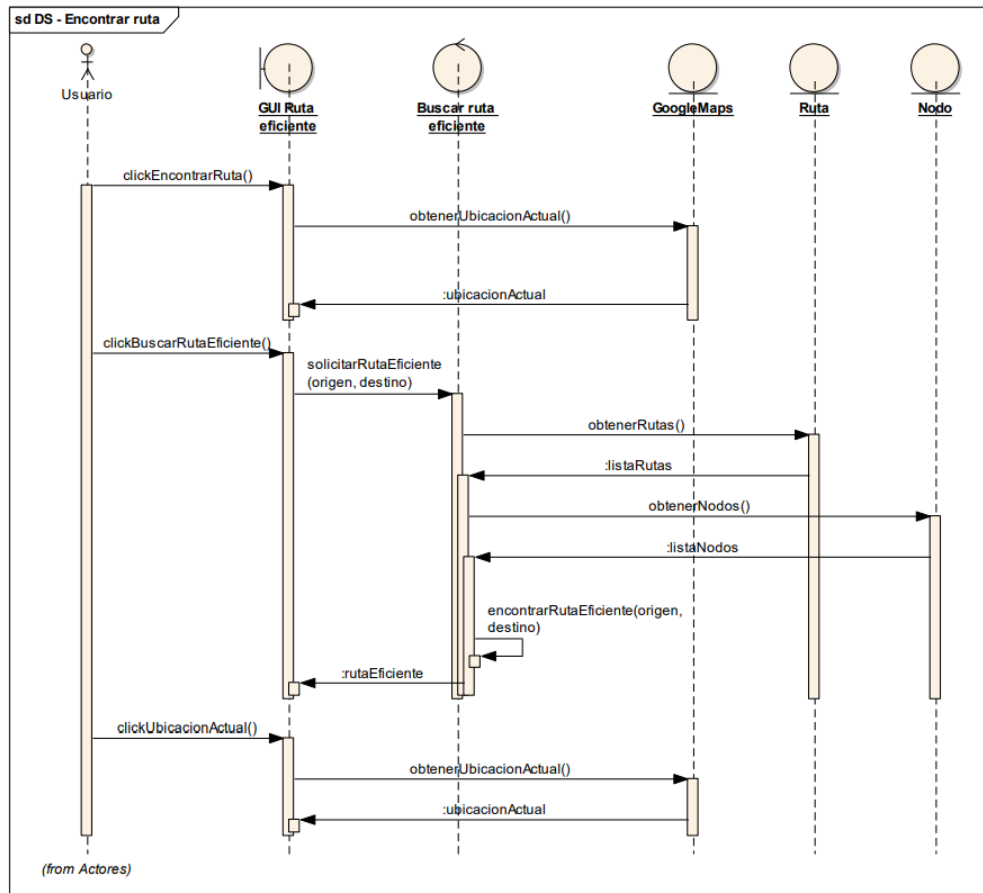 sd DS - Encontrar ruta
Usuario
GUI Ruta
eficiente
Buscar ruta
eficiente
GoogleMaps
Ruta
Nodo
clickEncontrarRuta()
obtenerUbicacionActual()
:ubicacionActual
clickBuscarRutaEficiente()
solicitarRutaEficiente
(origen, destino)
obtenerRutas()
:listaRutas
obtenerNodos()
:listaNodos
encontrarRutaEficiente(origen,
destino)
:rutaEficiente
clickUbicacionActual()
obtenerUbicacionActual()
:ubicacionActual
(from Actores)